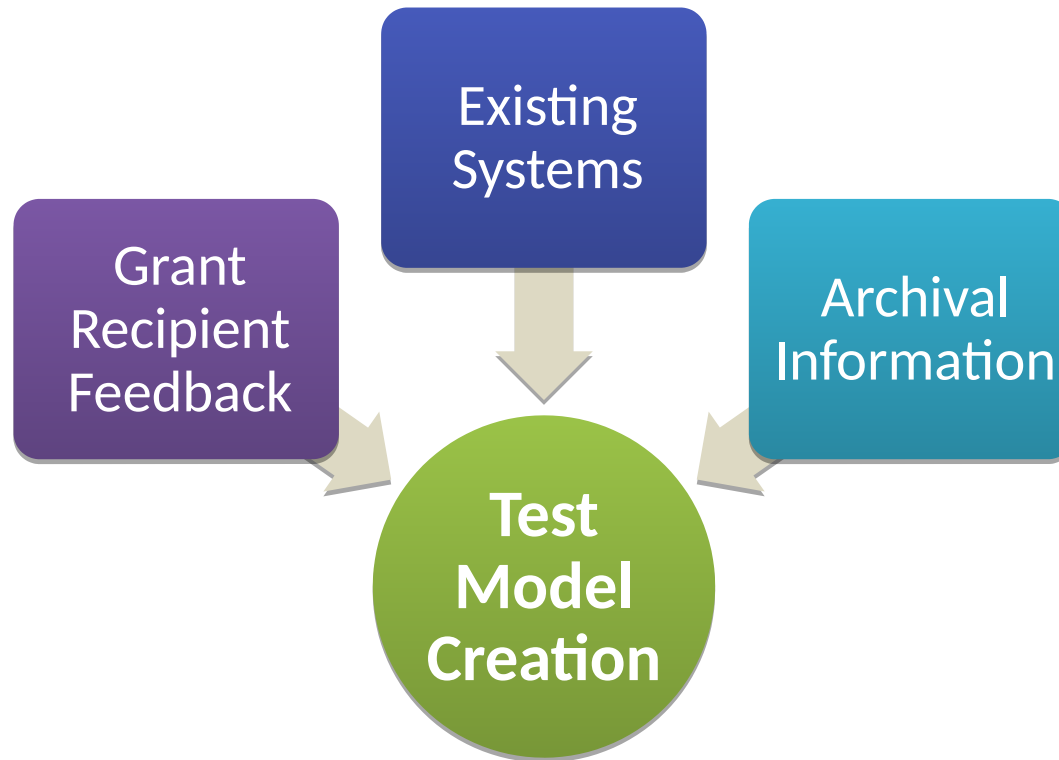 Existing
Systems
Grant
Recipient
Feedback
Archival
Information
Test
Model
Creation